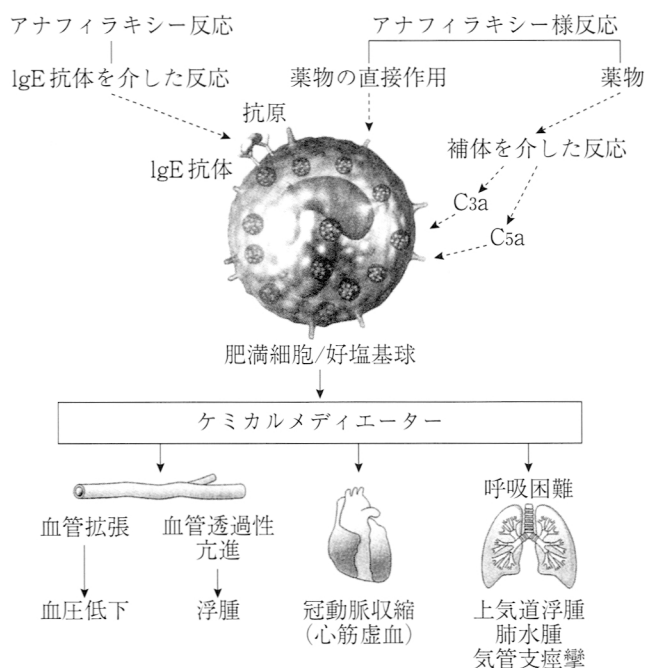 アナフィラキシー反応
アナフィラキシー様反応
IgE抗体を介した反応
薬物の直接作用
薬物
抗原
IgE抗体
補体を介した反応
C3a
C5a
肥満細胞/好塩基球
ケミカルメディエーター
血管拡張
血管透過性
亢進
呼吸困難
血圧低下
浮腫
冠動脈収縮
(心筋虚血)
上気道浮腫
肺水腫
気管支痙攣